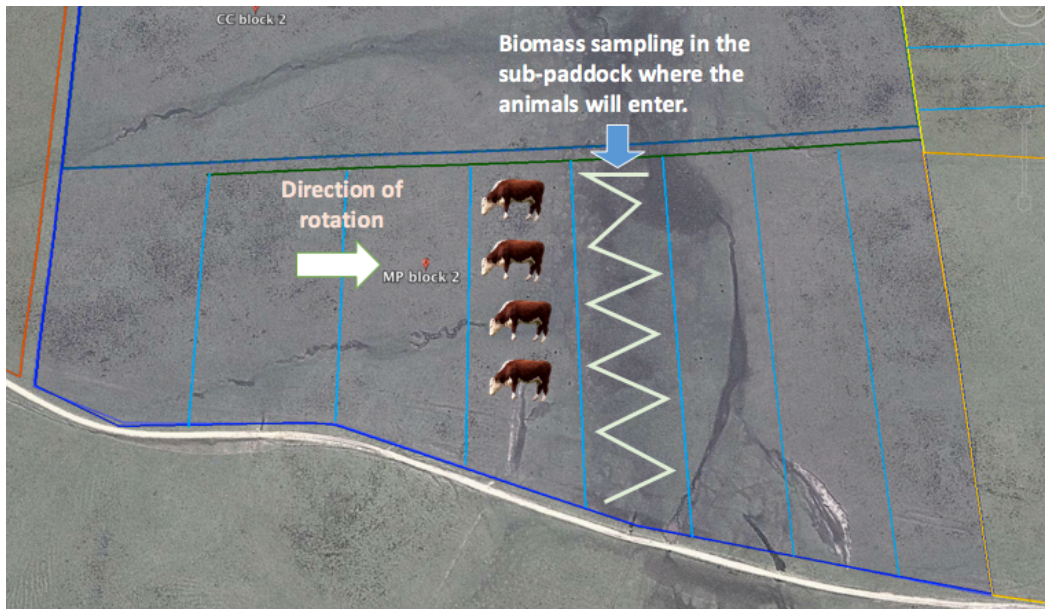 CC block 2
Biomass sampling in the
sub-paddock where the
animals will enter.
Direction of
rotation
MP block 2